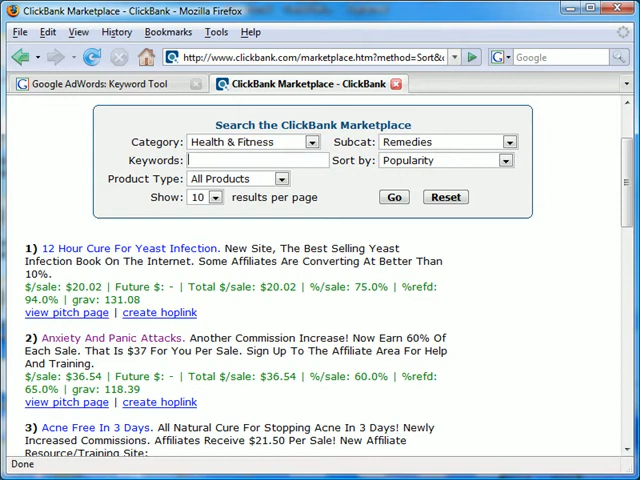 ClickBank Marketplace - ClickBank - Mozilla Firefox
File Edit View History Bookmarks Tools Help
http://www.clickbank.com/marketplace.htm?method=Sort&c
Google
Google AdWords: Keyword Tool
ClickBank Marketplace - ClickBank
Search the ClickBank Marketplace
Category: Health & Fitness Subcat: Remedies
Keywords: Sort by: Popularity
Product Type: All Products
Show: 10 results per page Go Reset
1) 12 Hour Cure For Yeast Infection. New Site, The Best Selling Yeast
Infection Book On The Internet. Some Affiliates Are Converting At Better Than
10%.
$/sale: $20.02 | Future $: - | Total $/sale: $20.02 | %/sale: 75.0% | %refd:
94.0% | grav: 131.08
view pitch page | create hoplink
2) Anxiety And Panic Attacks. Another Commission Increase! Now Earn 60% Of
Each Sale. That Is $37 For You Per Sale. Sign Up To The Affiliate Area For Help
And Training.
$/sale: $36.54 | Future $: - | Total $/sale: $36.54 | %/sale: 60.0% | %refd:
65.0% | grav: 118.39
view pitch page | create hoplink
3) Acne Free In 3 Days. All Natural Cure For Stopping Acne In 3 Days! Newly
Increased Commissions. Affiliates Receive $21.50 Per/sale! New Affiliate
Resource/Training Site:
Done